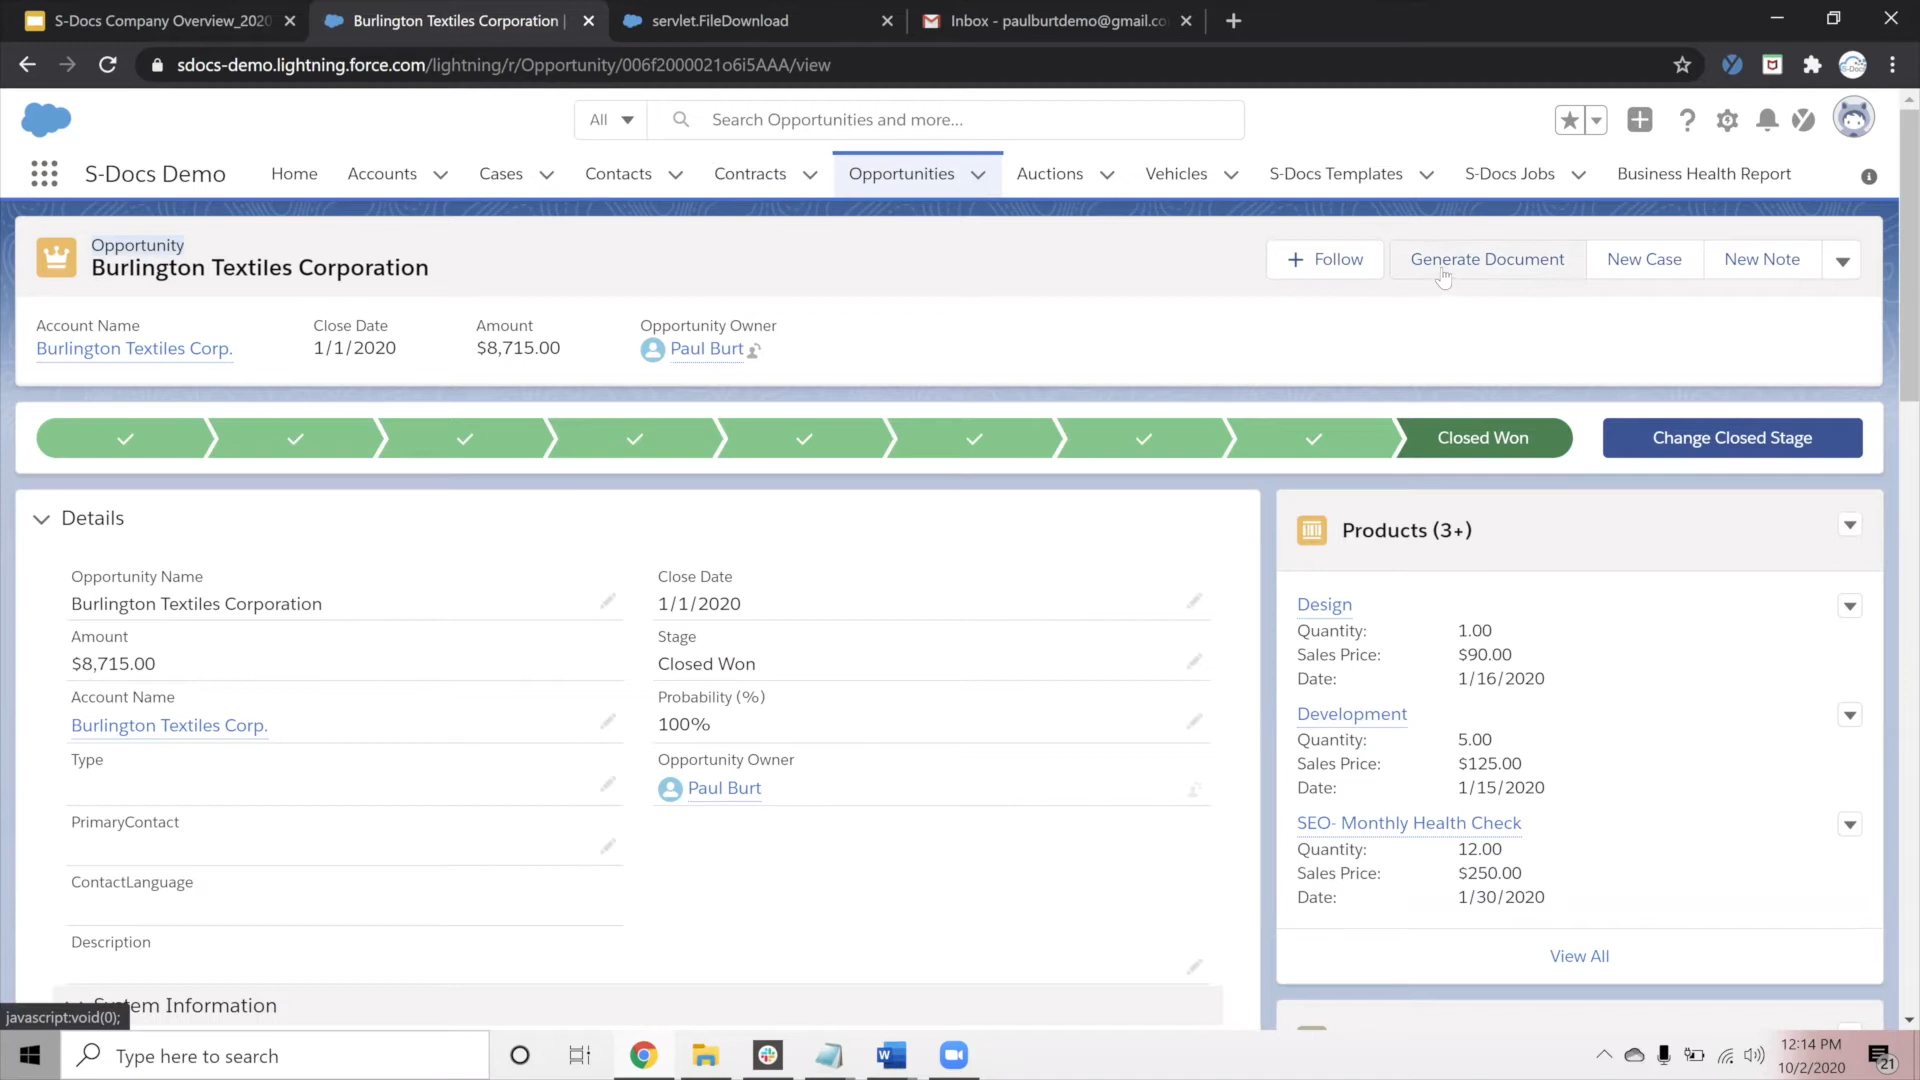 S-Docs Company Overview_2020
Burlington Textiles Corporation |
servlet.FileDownload
Inbox - paulburtdemo@gmail.co
sdocs-demo.lightning.force.com/lightning/r/Opportunity/006f2000021o6i5AAA/view
All
Search Opportunities and more...
S-Docs Demo
Home
Accounts
Cases
Contacts
Contracts
Opportunities
Auctions
Vehicles
S-Docs Templates
S-Docs Jobs
Business Health Report
Opportunity
Burlington Textiles Corporation
+ Follow
Generate Document
New Case
New Note
Account Name
Burlington Textiles Corp.
Close Date
1/1/2020
Amount
$8,715.00
Opportunity Owner
Paul Burt
Closed Won
Change Closed Stage
Details
Opportunity Name
Burlington Textiles Corporation
Close Date
1/1/2020
Amount
$8,715.00
Stage
Closed Won
Account Name
Burlington Textiles Corp.
Probability (%)
100%
Type
Opportunity Owner
Paul Burt
PrimaryContact
ContactLanguage
Description
System Information
Products (3+)
Design
Quantity: 1.00
Sales Price: $90.00
Date: 1/16/2020
Development
Quantity: 5.00
Sales Price: $125.00
Date: 1/15/2020
SEO- Monthly Health Check
Quantity: 12.00
Sales Price: $250.00
Date: 1/30/2020
View All
javascript:void(0);
Type here to search
12:14 PM
10/2/2020
21